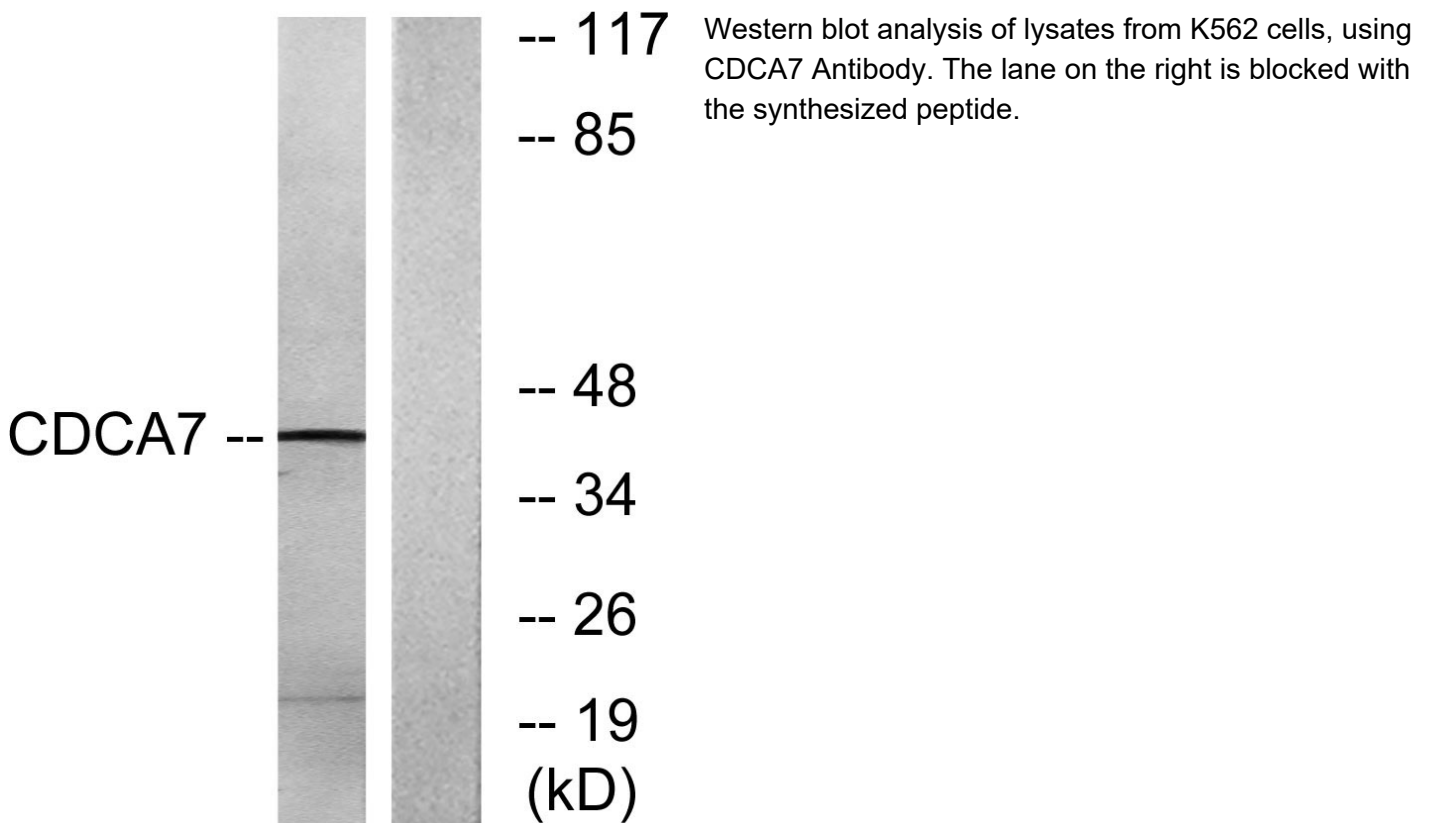 -- 117
Western blot analysis of lysates from K562 cells, using
CDCA7 Antibody. The lane on the right is blocked with
the synthesized peptide.
-- 85
-- 48
CDCA7 --
-- 34
-- 26
-- 19
(kD)